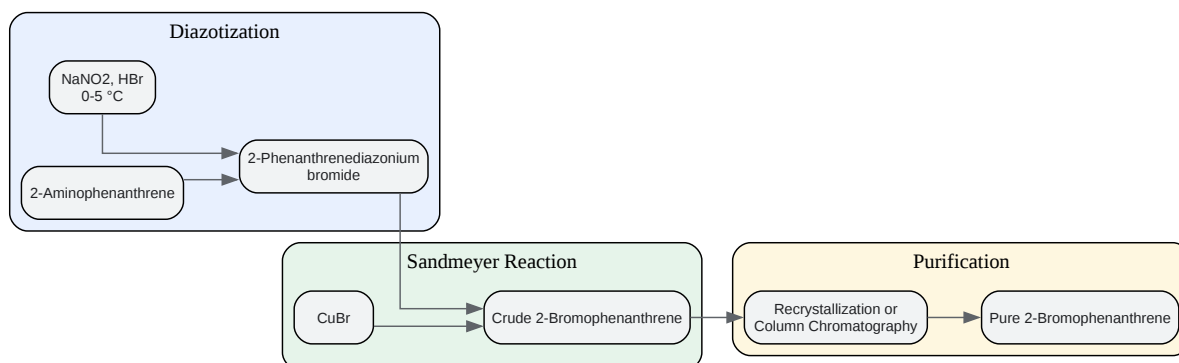 Diazotization
NaNO2, HBr
0-5 °C
2-Aminophenanthrene
2-Phenanthrenediazonium
bromide
Sandmeyer Reaction
CuBr
Crude 2-Bromophenanthrene
Purification
Recrystallization or
Column Chromatography
Pure 2-Bromophenanthrene